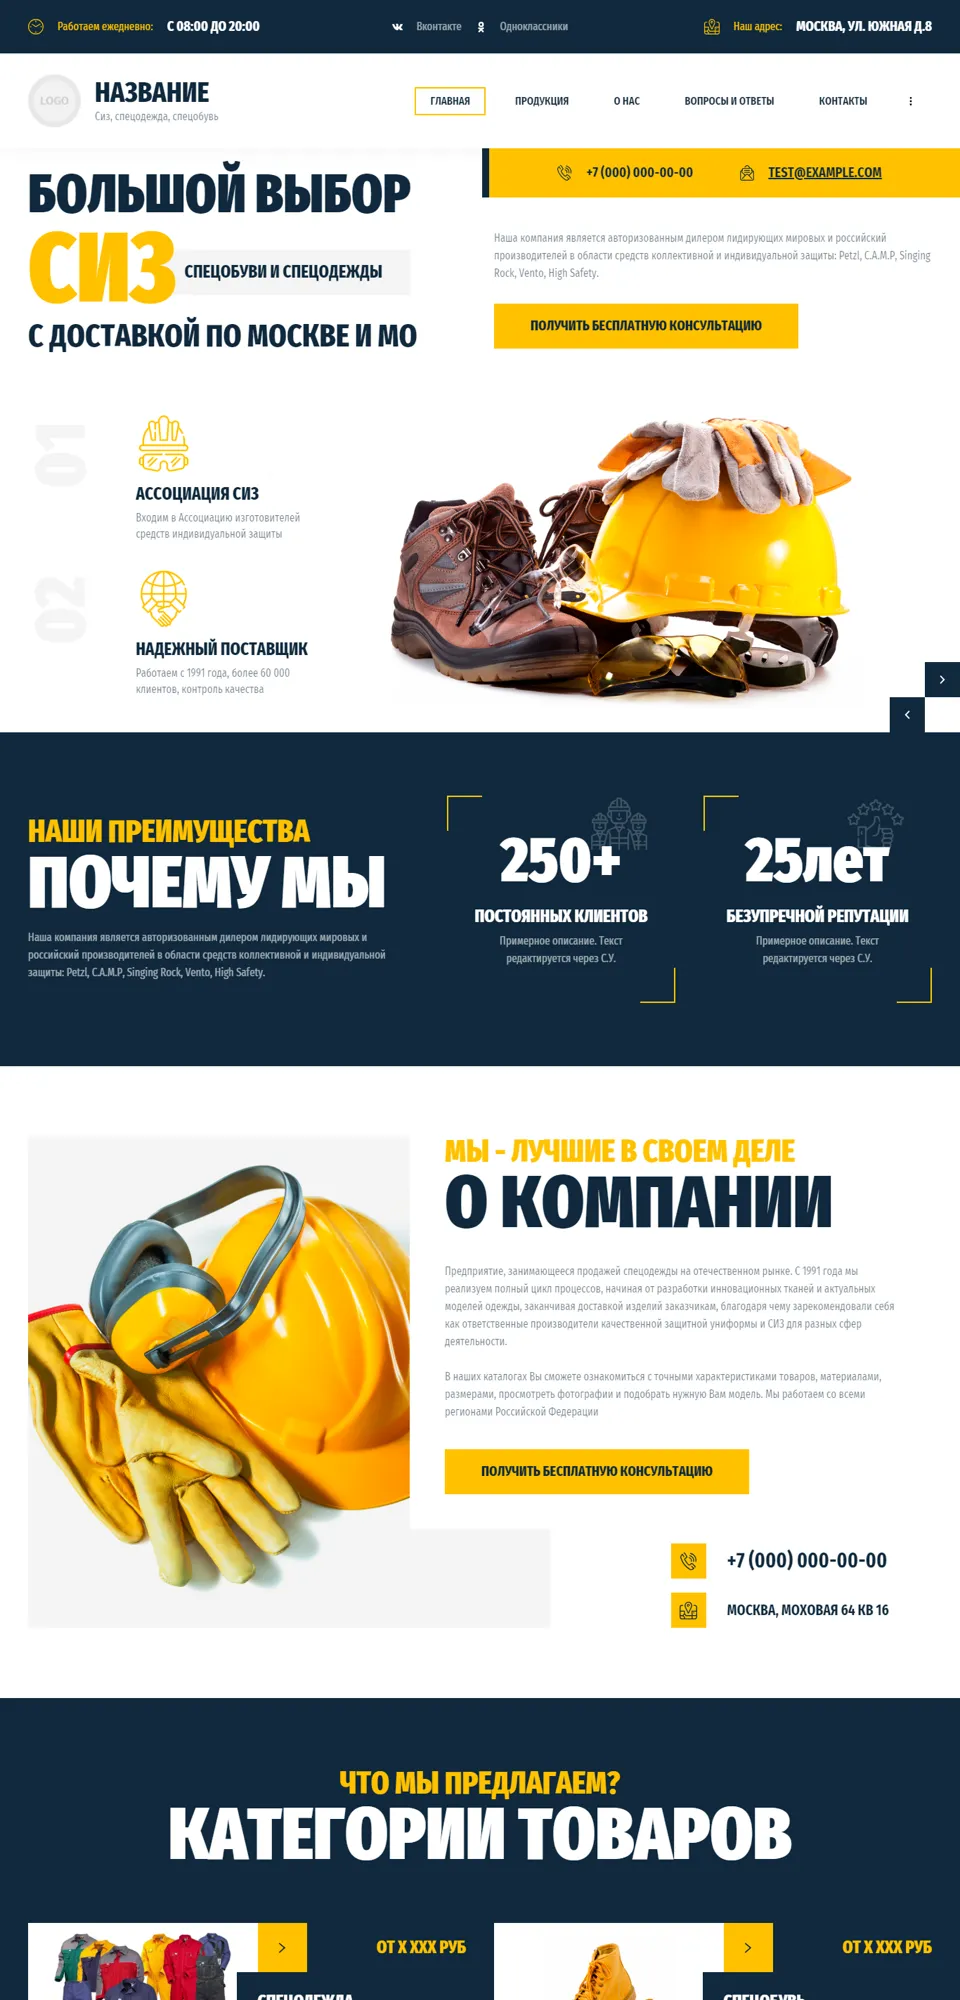 Работаем ежедневно: С 08:00 ДО 20:00
Вконтакте Одноклассники
Наш адрес: МОСКВА, УЛ. ЮЖНАЯ Д.8
LOGO
НАЗВАНИЕ
Сиз, спецодежда, спецобувь
ГЛАВНАЯ ПРОДУКЦИЯ О НАС ВОПРОСЫ И ОТВЕТЫ КОНТАКТЫ
+7 (000) 000-00-00 TEST@EXAMPLE.COM
БОЛЬШОЙ ВЫБОР
СИЗ
СПЕЦОБУВИ И СПЕЦОДЕЖДЫ
С ДОСТАВКОЙ ПО МОСКВЕ И МО
Наша компания является авторизованным дилером лидирующих мировых и российский
производителей в области средств коллективной и индивидуальной защиты: Petzl, C.A.M.P, Singing
Rock, Vento, High Safety.
ПОЛУЧИТЬ БЕСПЛАТНУЮ КОНСУЛЬТАЦИЮ
01
АССОЦИАЦИЯ СИЗ
Входим в Ассоциацию изготовителей
средств индивидуальной защиты
02
НАДЕЖНЫЙ ПОСТАВЩИК
Работаем с 1991 года, более 60 000
клиентов, контроль качества
НАШИ ПРЕИМУЩЕСТВА
ПОЧЕМУ МЫ
Наша компания является авторизованным дилером лидирующих мировых и
российский производителей в области средств коллективной и индивидуальной
защиты: Petzl, C.A.M.P, Singing Rock, Vento, High Safety.
250+
ПОСТОЯННЫХ КЛИЕНТОВ
Примерное описание. Текст
редактируется через С.У.
25лет
БЕЗУПРЕЧНОЙ РЕПУТАЦИИ
Примерное описание. Текст
редактируется через С.У.
МЫ - ЛУЧШИЕ В СВОЕМ ДЕЛЕ
О КОМПАНИИ
Предприятие, занимающееся продажей спецодежды на отечественном рынке. С 1991 года мы
реализуем полный цикл процессов, начиная от разработки инновационных тканей и актуальных
моделей одежды, заканчивая доставкой изделий заказчикам, благодаря чему зарекомендовали себя
как ответственные производители качественной защитной униформы и СИЗ для разных сфер
деятельности.
В наших каталогах Вы сможете ознакомиться с точными характеристиками товаров, материалами,
размерами, просмотреть фотографии и подобрать нужную Вам модель. Мы работаем со всеми
регионами Российской Федерации
ПОЛУЧИТЬ БЕСПЛАТНУЮ КОНСУЛЬТАЦИЮ
+7 (000) 000-00-00
МОСКВА, МОХОВАЯ 64 КВ 16
ЧТО МЫ ПРЕДЛАГАЕМ?
КАТЕГОРИИ ТОВАРОВ
ОТ X XXX РУБ
СПЕЦОДЕЖДА
ОТ X XXX РУБ
СПЕЦОБУВЬ